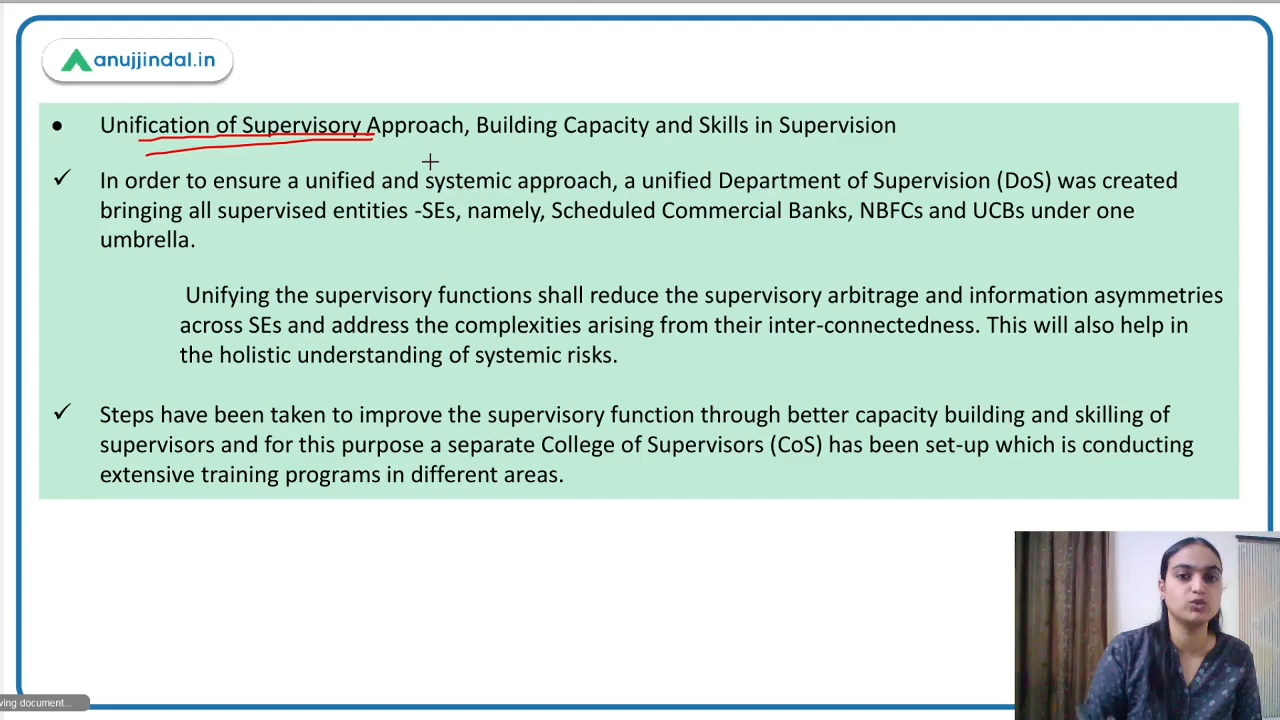 anujjindal.in
• Unification of Supervisory Approach, Building Capacity and Skills in Supervision
✓ In order to ensure a unified and systemic approach, a unified Department of Supervision (DoS) was created
bringing all supervised entities -SEs, namely, Scheduled Commercial Banks, NBFCs and UCBs under one
umbrella.
Unifying the supervisory functions shall reduce the supervisory arbitrage and information asymmetries
across SEs and address the complexities arising from their inter-connectedness. This will also help in
the holistic understanding of systemic risks.
✓ Steps have been taken to improve the supervisory function through better capacity building and skilling of
supervisors and for this purpose a separate College of Supervisors (CoS) has been set-up which is conducting
extensive training programs in different areas.
ving document...